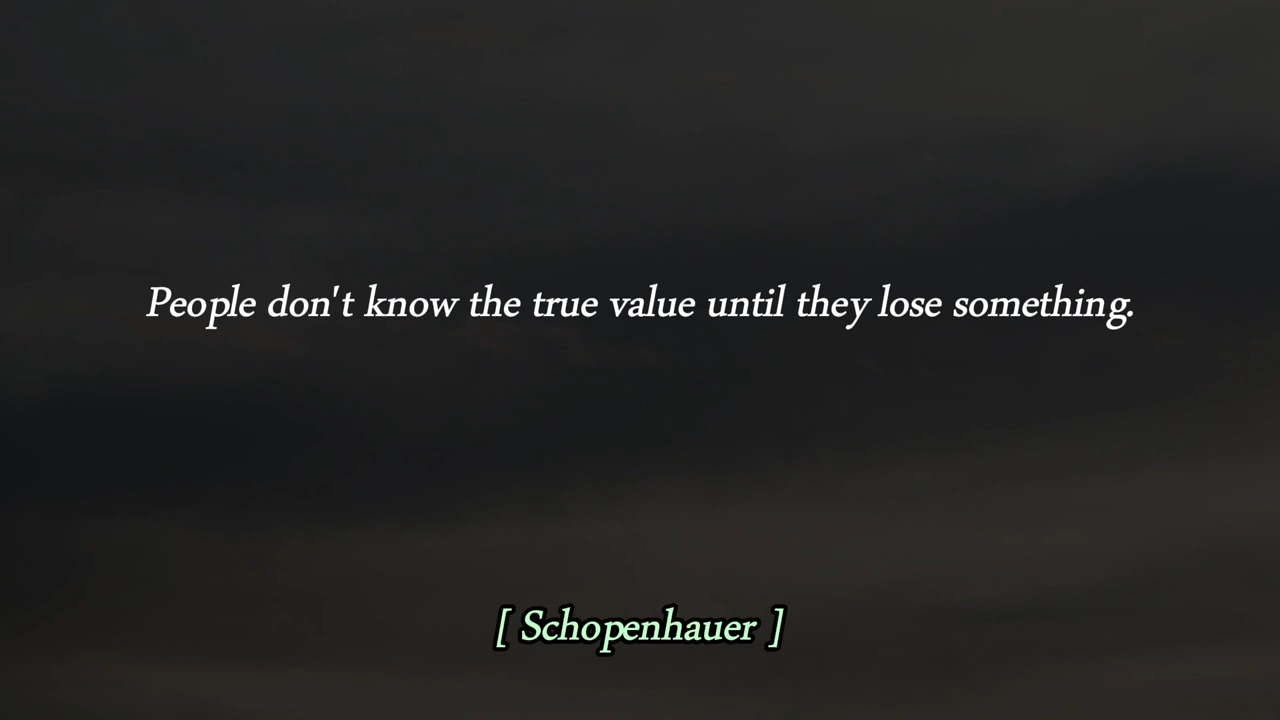 People don't know the true value until they lose something.
[ Schopenhauer ]